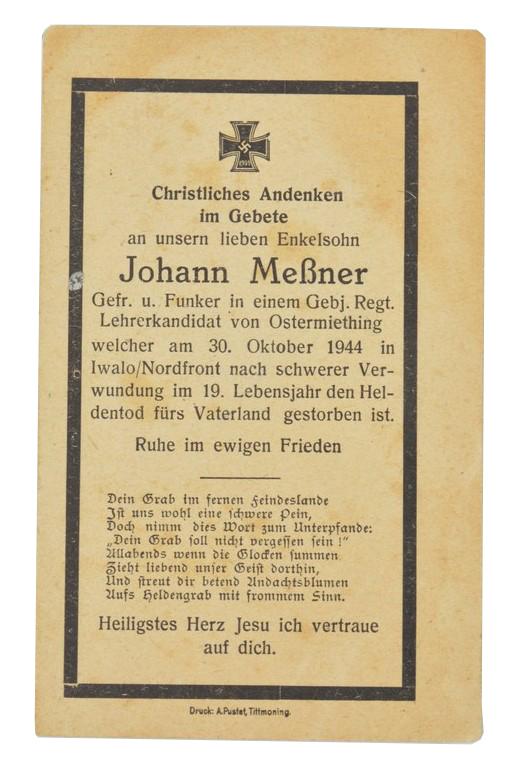 Christliches Andenken
im Gebete
an unsern lieben Enkelsohn
Johann Meßner
Gefr. u. Funker in einem Gebj. Regt.
Lehrerkandidat von Ostermiething
welcher am 30. Oktober 1944 in
Iwalo/Nordfront nach schwerer Ver-
wundung im 19. Lebensjahr den Hel-
dentod fürs Vaterland gestorben ist.
Ruhe im ewigen Frieden
Dein Grab im fernen Feindeslande
Ist uns wohl eine schwere Pein,
Doch nimm dies Wort zum Unterpfande:
„Dein Grab soll nicht vergessen sein!"
Allabends wenn die Glocken summen
Zieht liebend unser Geist dorthin,
Und streut dir betend Andachtsblumen
Aufs Heldengrab mit frommem Sinn.
Heiligstes Herz Jesu ich vertraue
auf dich.
Druck: A. Pustet, Tittmoning.